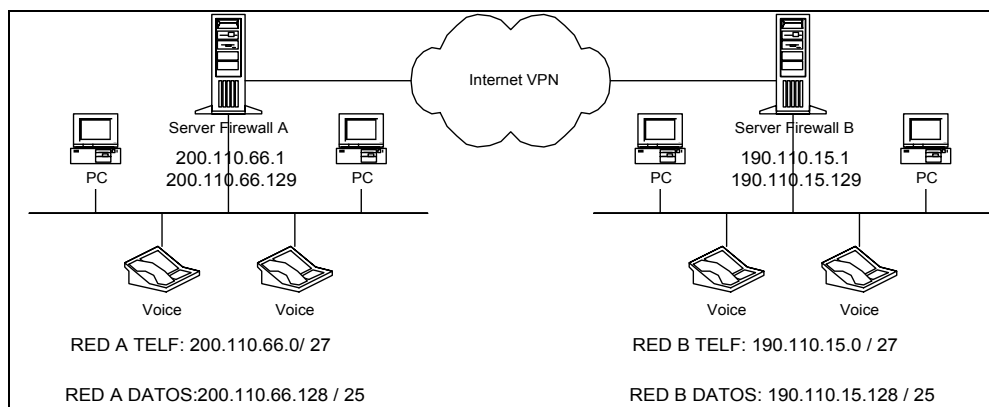 Internet VPN
Server Firewall A
200.110.66.1
200.110.66.129
PC
PC
Voice
Voice
RED A TELF: 200.110.66.0/ 27
RED A DATOS:200.110.66.128 / 25
Server Firewall B
190.110.15.1
190.110.15.129
PC
PC
Voice
Voice
RED B TELF: 190.110.15.0 / 27
RED B DATOS: 190.110.15.128 / 25